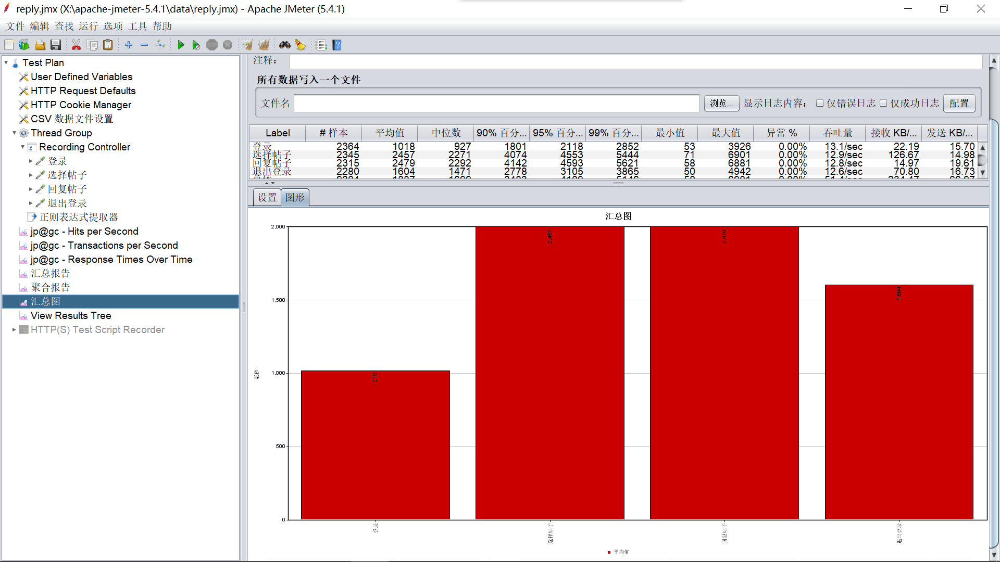 reply.jmx (X:\apache-jmeter-5.4.1\data\reply.jmx) - Apache JMeter (5.4.1)
文件 编辑 查找 运行 选项 工具 帮助
Test Plan
User Defined Variables
HTTP Request Defaults
HTTP Cookie Manager
CSV 数据文件设置
Thread Group
Recording Controller
登录
选择帖子
回复帖子
退出登录
正则表达式提取器
jp@gc - Hits per Second
jp@gc - Transactions per Second
jp@gc - Response Times Over Time
汇总报告
聚合报告
汇总图
View Results Tree
HTTP(S) Test Script Recorder
注释：
所有数据写入一个文件
文件名 浏览... 显示日志内容： 仅错误日志 仅成功日志 配置
Label # 样本 平均值 中位数 90% 百分... 95% 百分... 99% 百分... 最小值 最大值 异常 % 吞吐量 接收 KB/... 发送 KB/...
登录 2364 1018 927 1801 2118 2852 53 3926 0.00% 13.1/sec 22.19 15.70
选择帖子 2345 2457 2271 4074 4553 5444 71 6901 0.00% 12.9/sec 126.67 14.98
回复帖子 2315 2479 2292 4142 4593 5621 58 6881 0.00% 12.8/sec 14.97 19.61
退出登录 2280 1604 1471 2778 3105 3865 50 4942 0.00% 12.6/sec 70.80 16.73
设置 图形
汇总图
2,000
1,500
1,000
500
0
毫秒
1,018
2,457
2,479
1,604
登录
选择帖子
回复帖子
退出登录
平均值